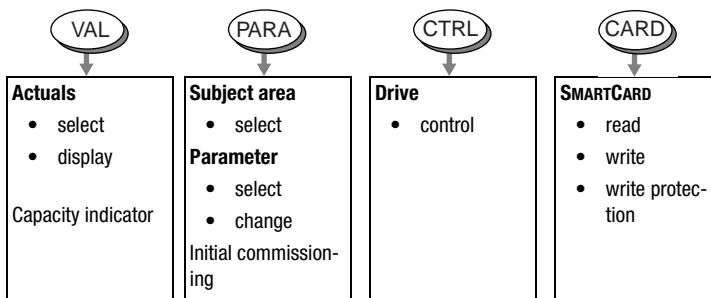 VAL
Actuals
• select
• display
Capacity indicator
PARA
Subject area
• select
Parameter
• select
• change
Initial commission-
ing
CTRL
Drive
• control
CARD
SMARTCARD
• read
• write
• write protec-
tion